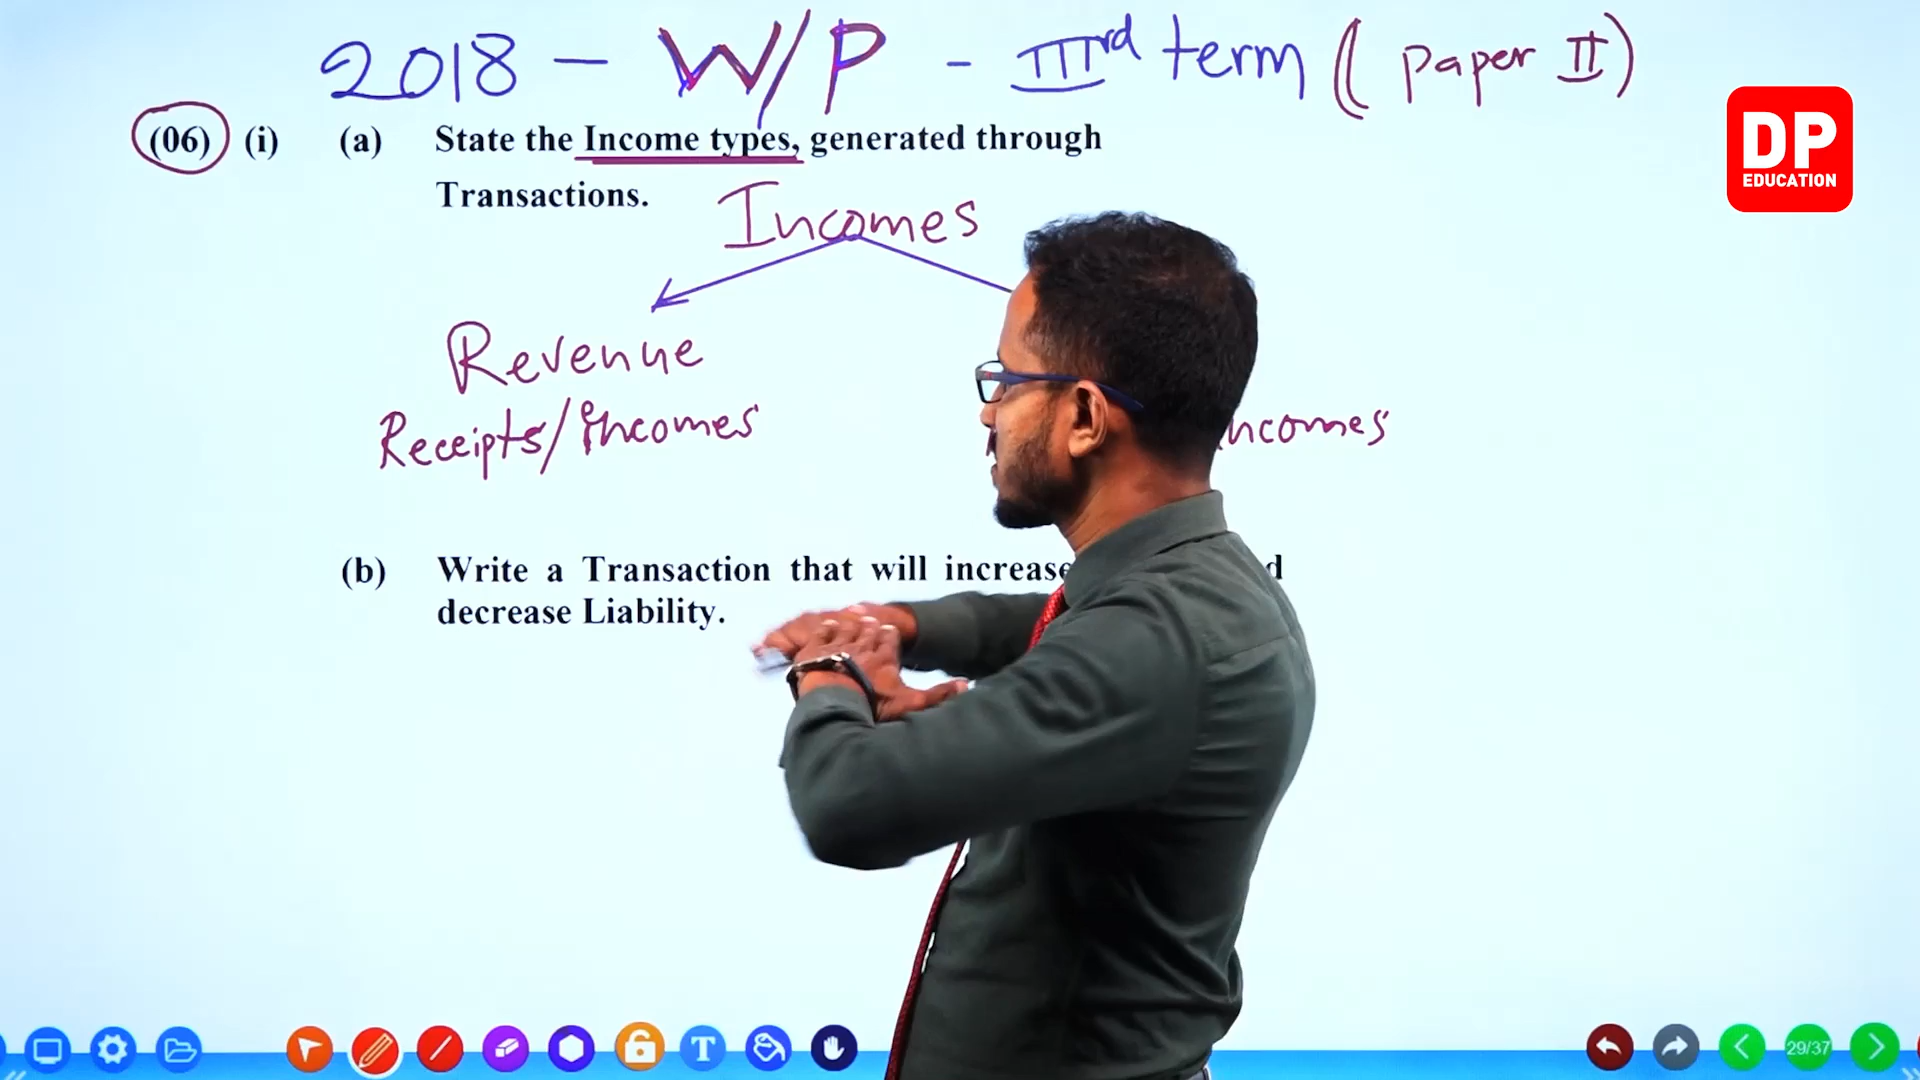 2018 - W/P - IIIrd term (( paper II)
DP
EDUCATION
(06) (i) (a) State the Income types, generated through
Transactions.
Incomes
Revenue
Receipts/incomes
(b) Write a Transaction that will increase
decrease Liability.
T
29/37